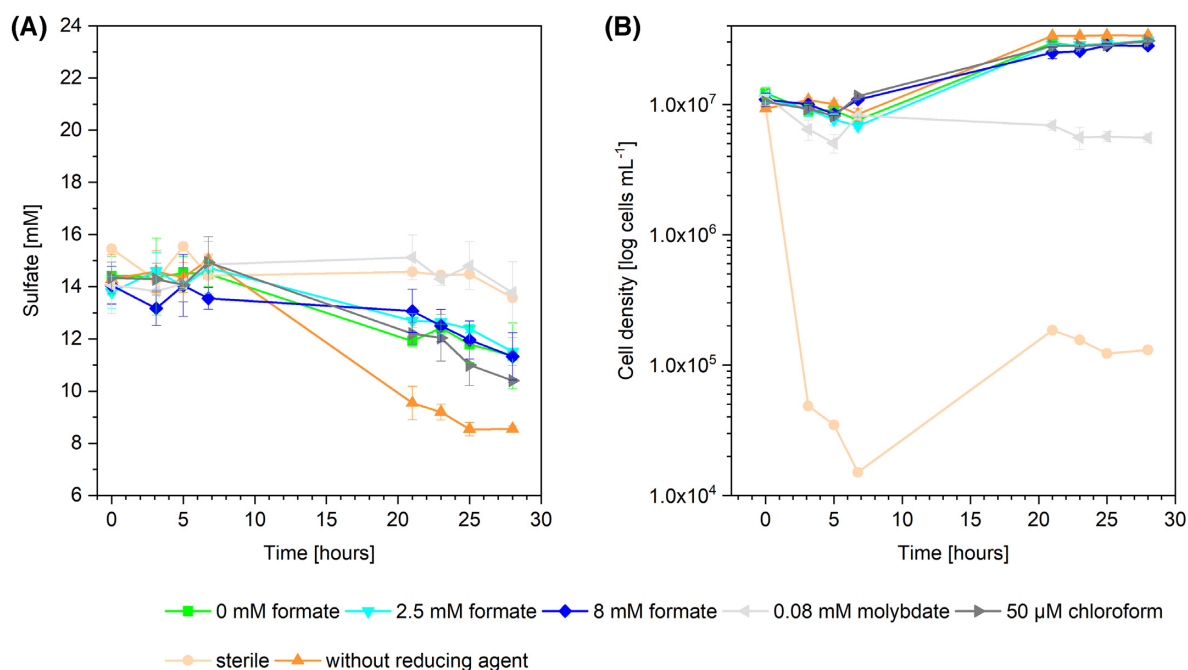 (A)
24
22
20
18
16
14
12
10
8
6
Sulfate [mM]
0 5 10 15 20 25 30
Time [hours]
(B)
1.0x10⁷
1.0x10⁶
1.0x10⁵
1.0x10⁴
Cell density [log cells mL⁻¹]
0 5 10 15 20 25 30
Time [hours]
0 mM formate 2.5 mM formate 8 mM formate 0.08 mM molybdate 50 µM chloroform
sterile without reducing agent